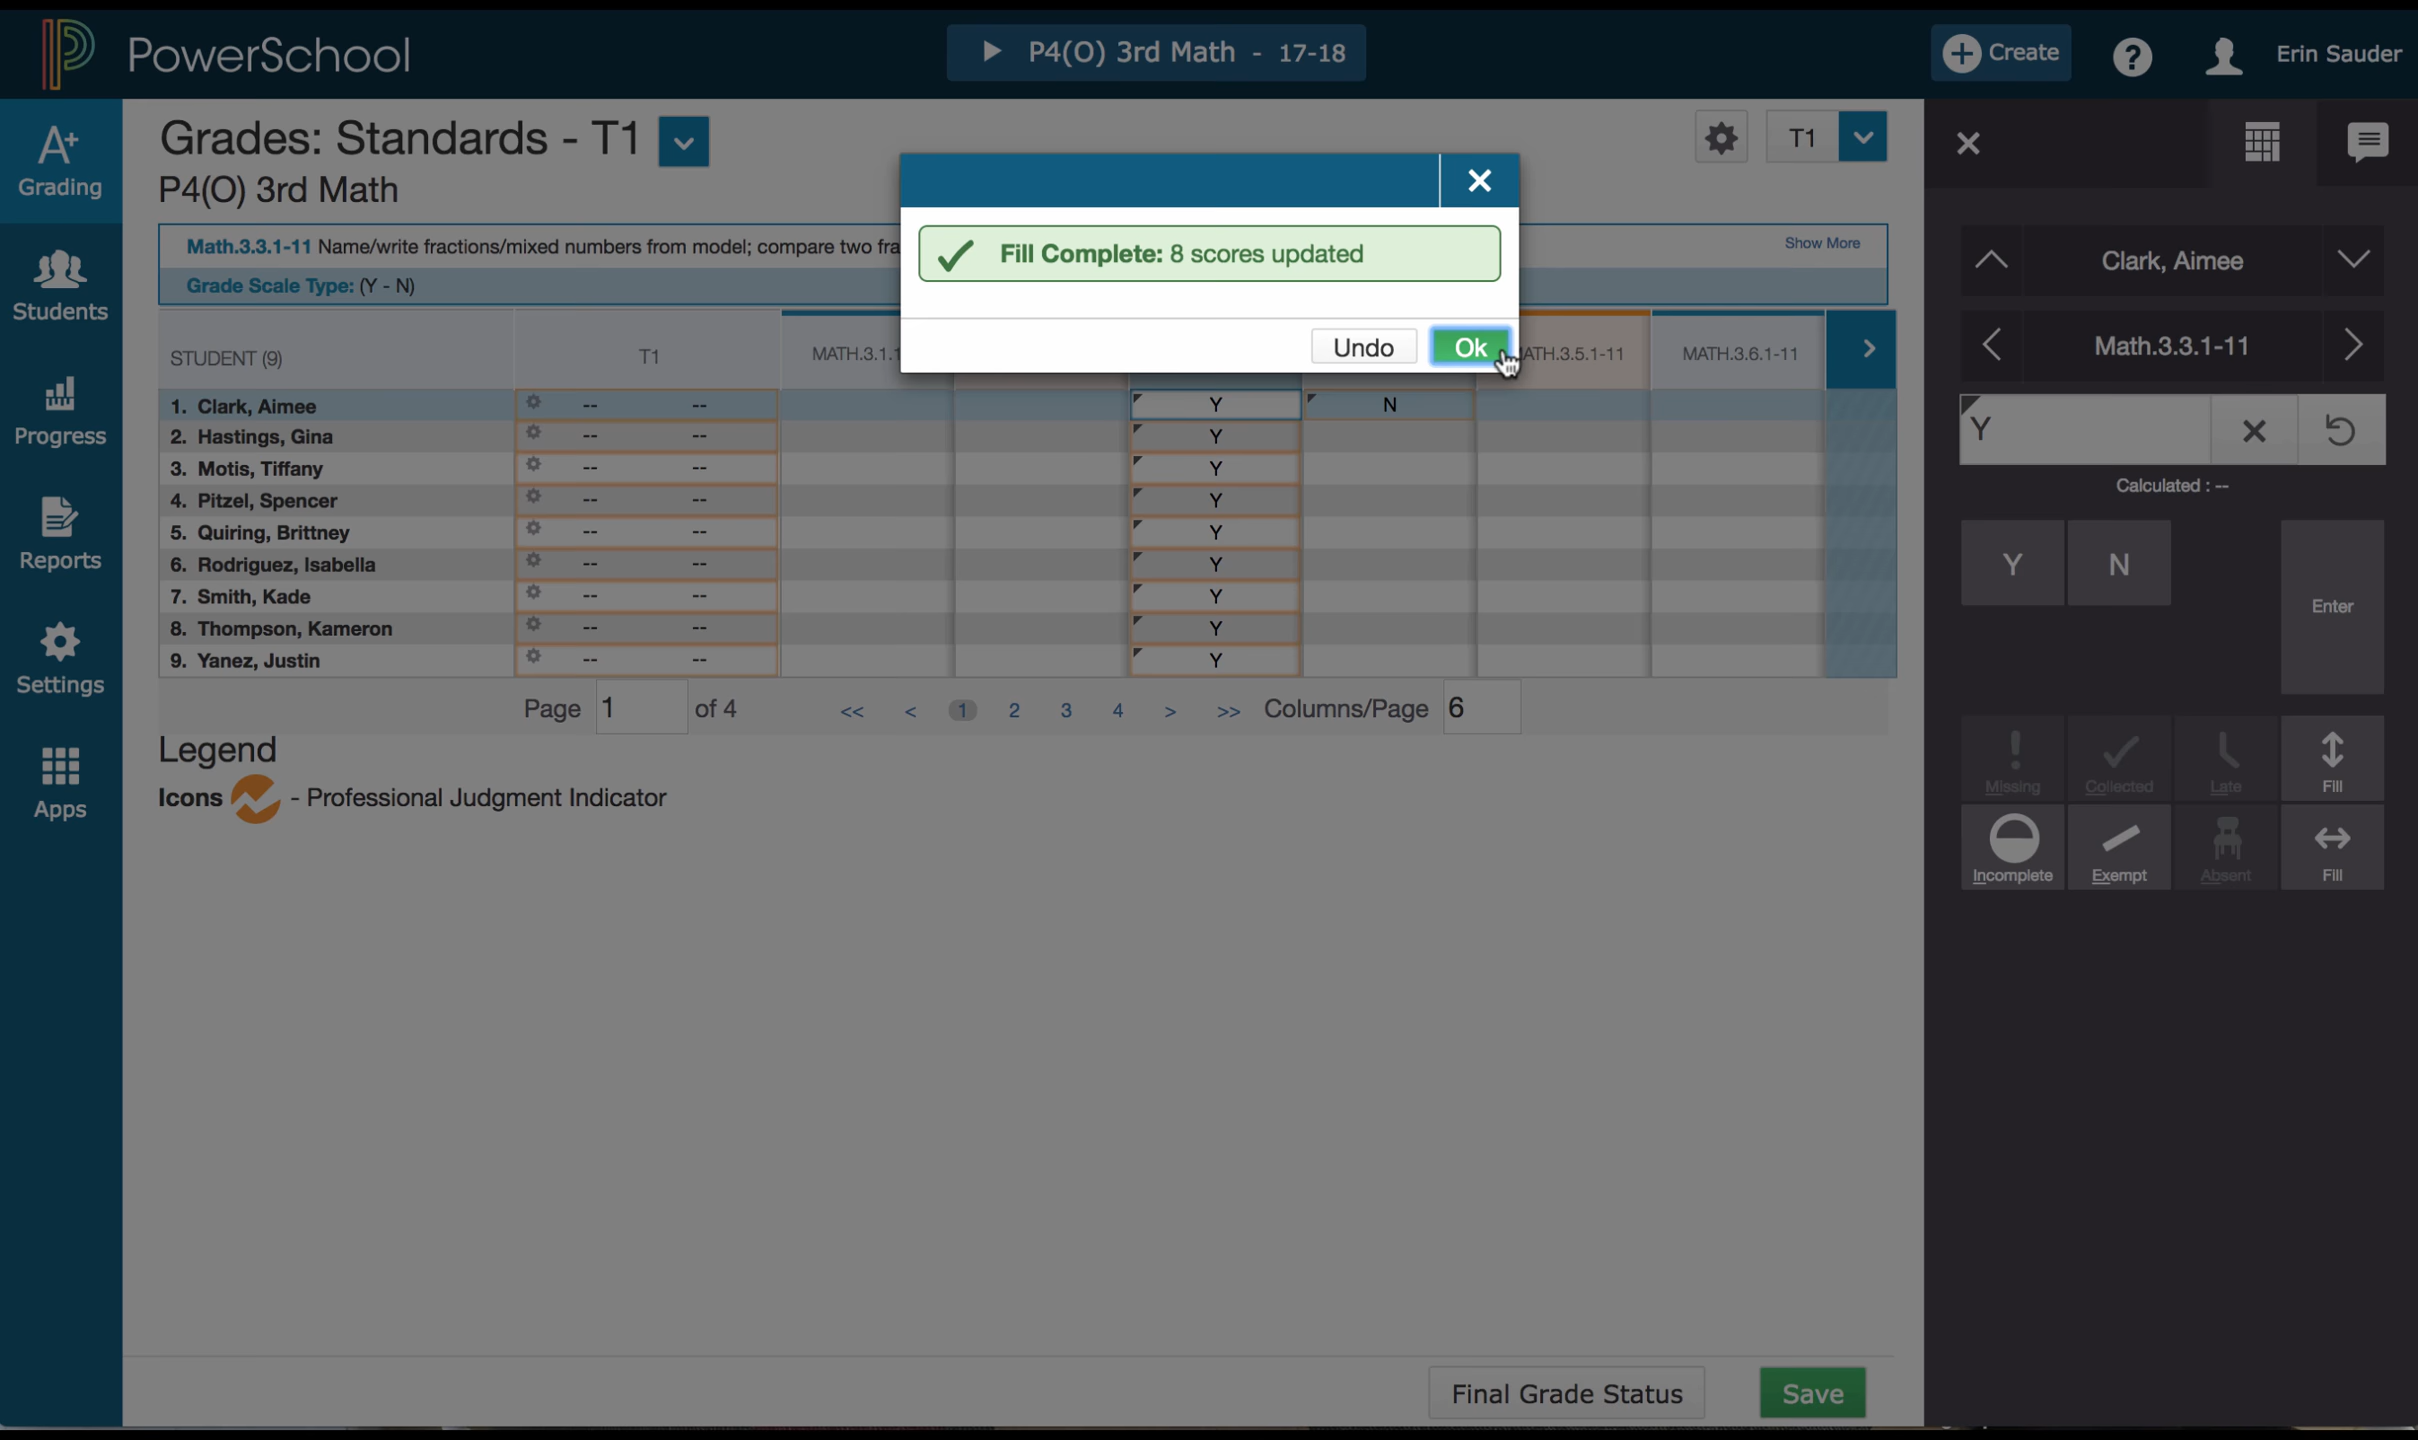 PowerSchool
P4(O) 3rd Math - 17-18
Create
?
Erin Sauder
A+
Grading
Students
Progress
Reports
Settings
Apps
Grades: Standards - T1
T1
P4(O) 3rd Math
Math.3.3.1-11 Name/write fractions/mixed numbers from model; compare two fra
Show More
Grade Scale Type: (Y - N)
Fill Complete: 8 scores updated
Undo
Ok
STUDENT (9) T1 MATH.3.1.1 ATH.3.5.1-11 MATH.3.6.1-11
1. Clark, Aimee -- -- Y N
2. Hastings, Gina -- -- Y
3. Motis, Tiffany -- -- Y
4. Pitzel, Spencer -- -- Y
5. Quiring, Brittney -- -- Y
6. Rodriguez, Isabella -- -- Y
7. Smith, Kade -- -- Y
8. Thompson, Kameron -- -- Y
9. Yanez, Justin -- -- Y
Page 1 of 4 << < 1 2 3 4 > >> Columns/Page 6
Legend
Icons - Professional Judgment Indicator
Final Grade Status
Save
Clark, Aimee
Math.3.3.1-11
Y
Calculated : --
Y N
Enter
Missing Collected Late Fill
Incomplete Exempt Absent Fill